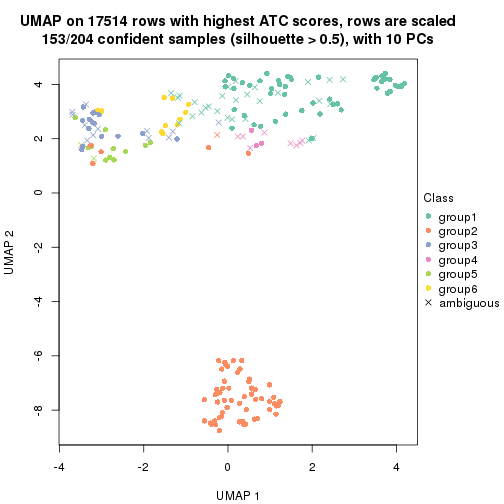 UMAP on 17514 rows with highest ATC scores, rows are scaled
153/204 confident samples (silhouette > 0.5), with 10 PCs
4
2
0
-2
-4
-6
-8
UMAP 2
-4
-2
0
2
4
UMAP 1
Class
group1
group2
group3
group4
group5
group6
ambiguous